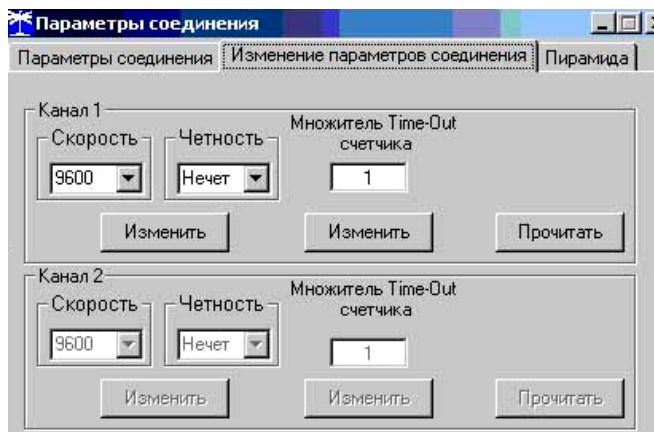 Параметры соединения
Параметры соединения Изменение параметров соединения Пирамида
Канал 1
Скорость Четность Множитель Time-Out
счетчика
9600 Нечет 1
Изменить Изменить Прочитать
Канал 2
Скорость Четность Множитель Time-Out
счетчика
9600 Нечет 1
Изменить Изменить Прочитать